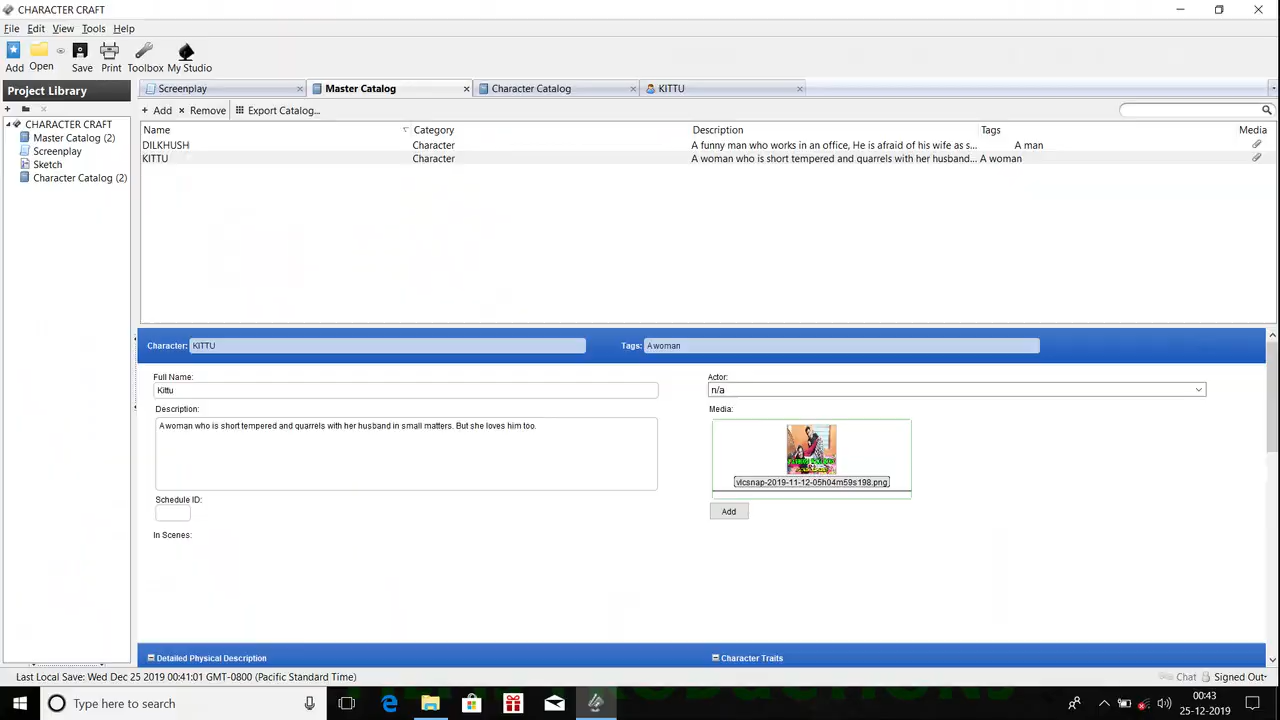 CHARACTER CRAFT
File Edit View Tools Help
Add Open Save Print Toolbox My Studio
Project Library
Screenplay Master Catalog Character Catalog KITTU
Add Remove Export Catalog...
CHARACTER CRAFT
Master Catalog (2)
Screenplay
Sketch
Character Catalog (2)
Name Category Description Tags Media
DILKHUSH Character A funny man who works in an office, He is afraid of his wife as s... A man
KITTU Character A woman who is short tempered and quarrels with her husband... A woman
Character: KITTU Tags: A woman
Full Name:
Kittu
Actor:
n/a
Description:
A woman who is short tempered and quarrels with her husband in small matters. But she loves him too.
Media:
vlcsnap-2019-11-12-05h04m59s198.png
Add
Schedule ID:
In Scenes:
Detailed Physical Description Character Traits
Last Local Save: Wed Dec 25 2019 00:41:01 GMT-0800 (Pacific Standard Time) Chat Signed Out
Type here to search
00:43
25-12-2019